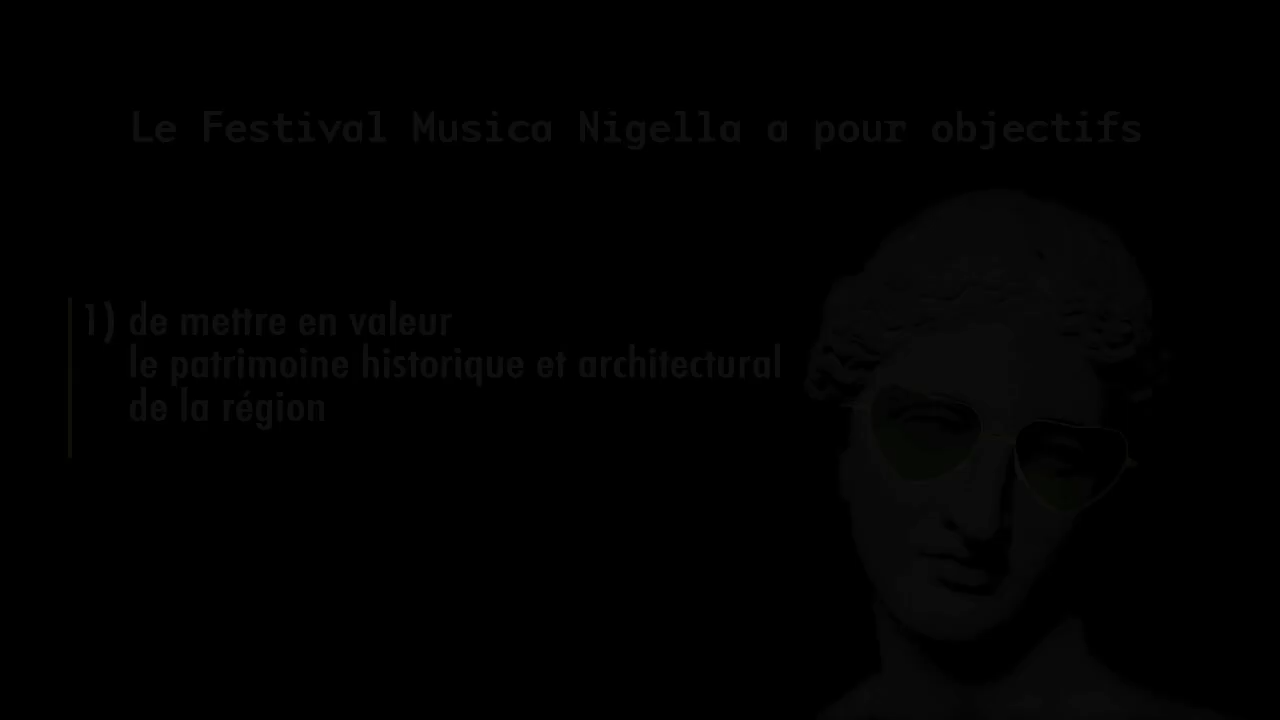 Le Festival Musica Nigella a pour objectifs
1) de mettre en valeur
le patrimoine historique et architectural
de la région